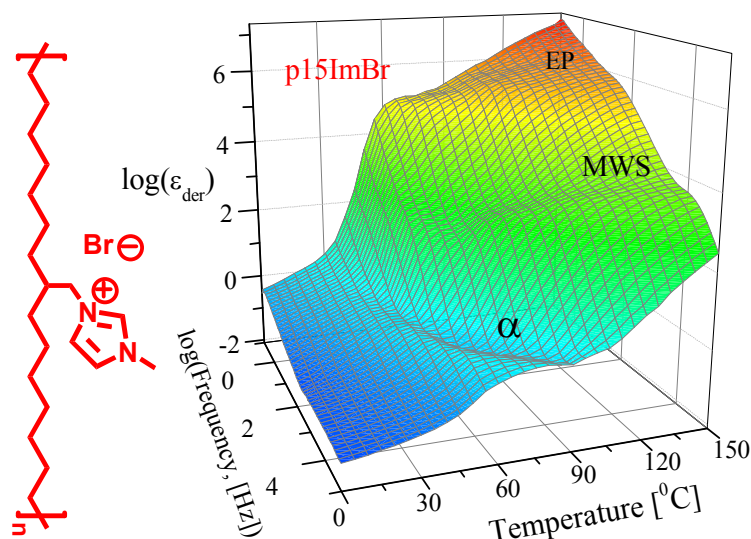 n
Br ⊖
⊕
N
N
p15ImBr
EP
MWS
α
log(ε_der)
6
4
2
0
-2
log(Frequency, [Hz])
0
2
4
0
30
60
90
120
150
Temperature [⁰C]